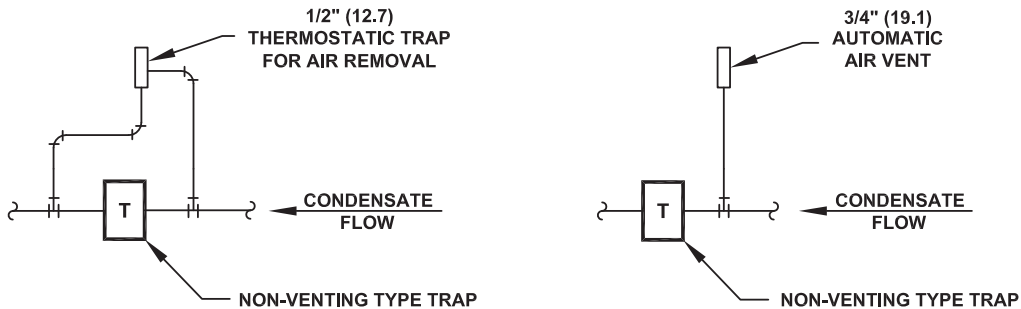 1/2" (12.7)
THERMOSTATIC TRAP
FOR AIR REMOVAL
T
CONDENSATE
FLOW
NON-VENTING TYPE TRAP
3/4" (19.1)
AUTOMATIC
AIR VENT
T
CONDENSATE
FLOW
NON-VENTING TYPE TRAP